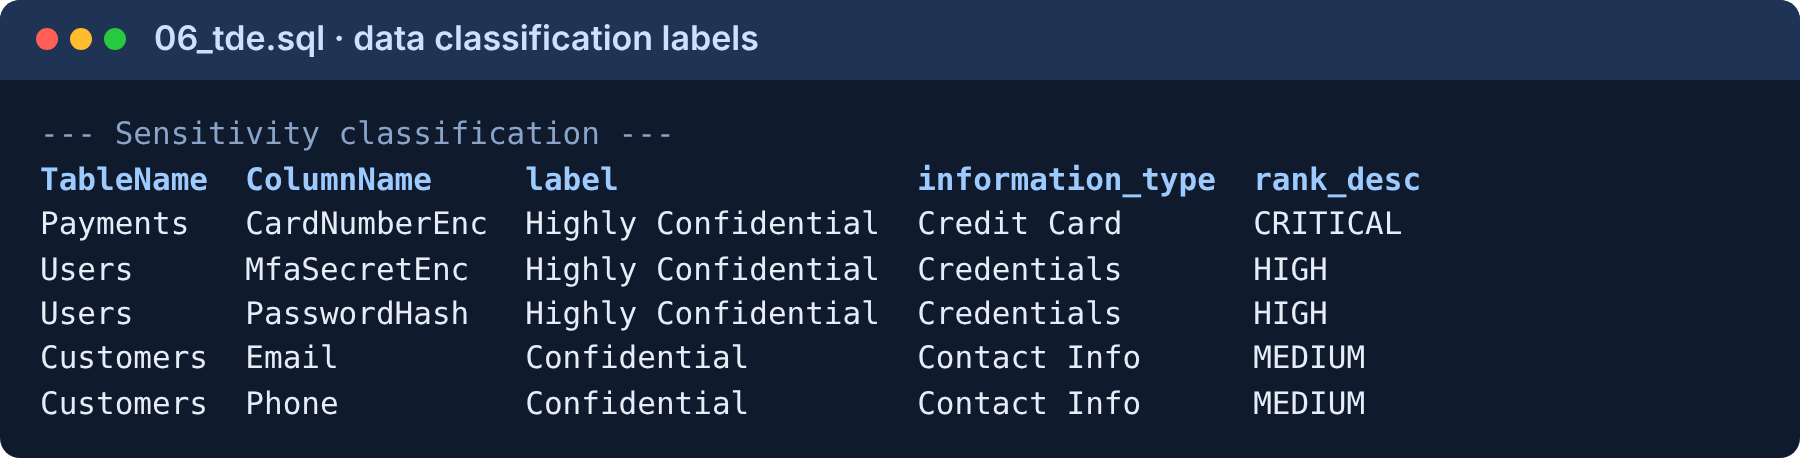 06_tde.sql · data classification labels
--- Sensitivity classification ---
TableName  ColumnName     label                information_type  rank_desc
Payments   CardNumberEnc  Highly Confidential  Credit Card       CRITICAL
Users      MfaSecretEnc   Highly Confidential  Credentials       HIGH
Users      PasswordHash   Highly Confidential  Credentials       HIGH
Customers  Email          Confidential         Contact Info      MEDIUM
Customers  Phone          Confidential         Contact Info      MEDIUM